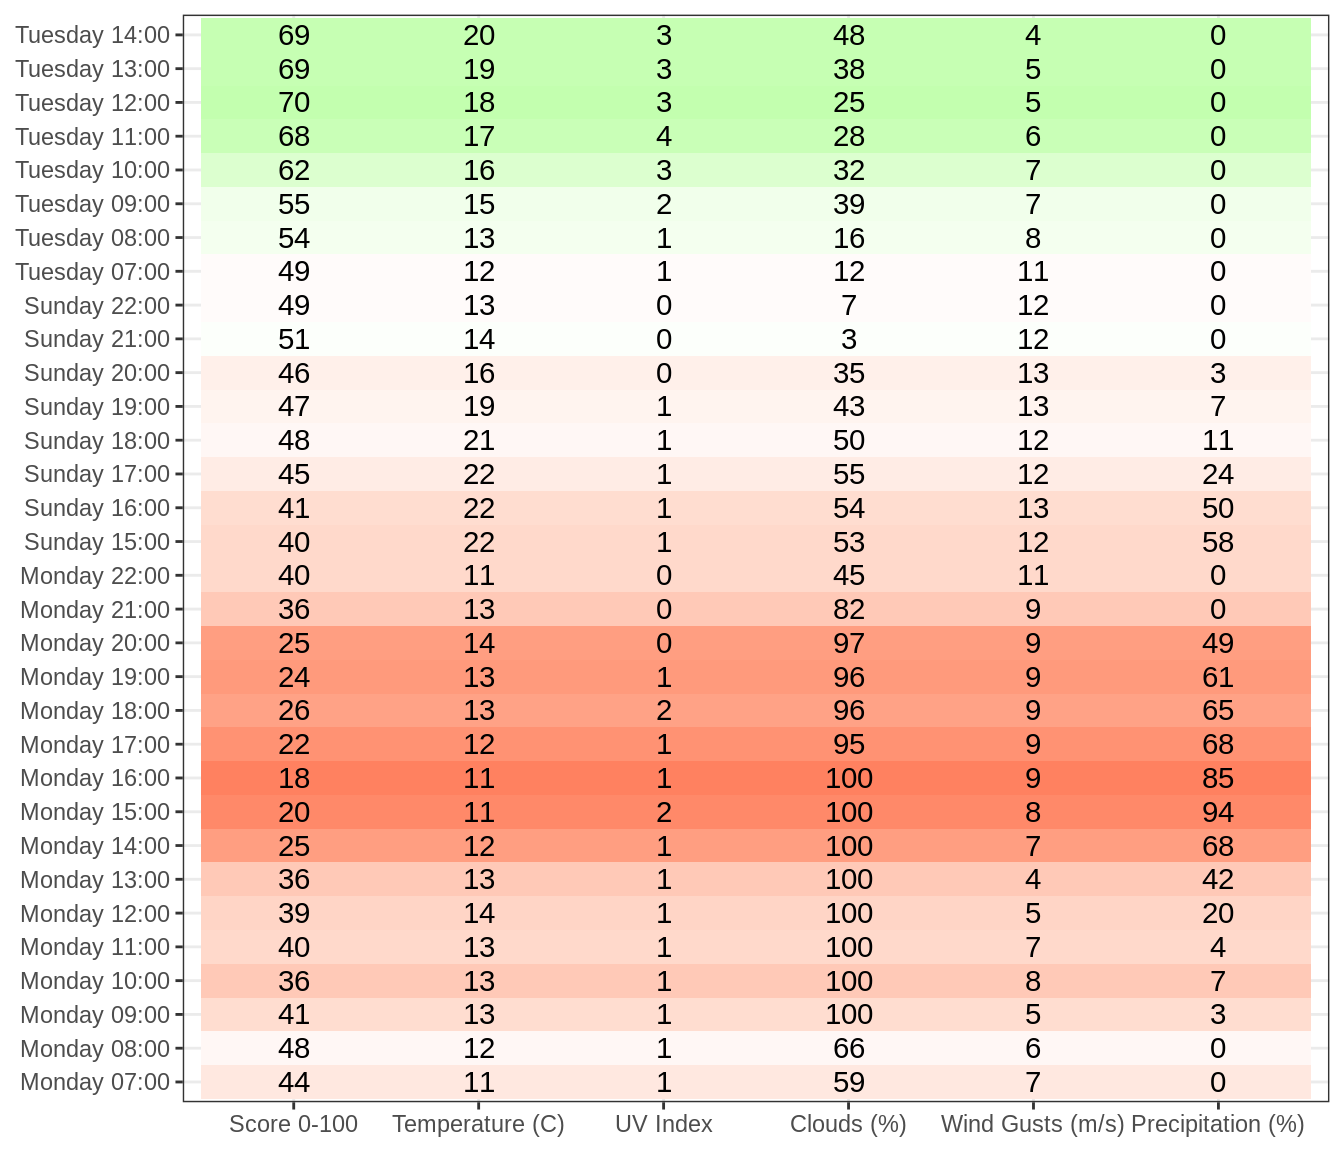 Tuesday 14:00 69 20 3 48 4 0
Tuesday 13:00 69 19 3 38 5 0
Tuesday 12:00 70 18 3 25 5 0
Tuesday 11:00 68 17 4 28 6 0
Tuesday 10:00 62 16 3 32 7 0
Tuesday 09:00 55 15 2 39 7 0
Tuesday 08:00 54 13 1 16 8 0
Tuesday 07:00 49 12 1 12 11 0
Sunday 22:00 49 13 0 7 12 0
Sunday 21:00 51 14 0 3 12 0
Sunday 20:00 46 16 0 35 13 3
Sunday 19:00 47 19 1 43 13 7
Sunday 18:00 48 21 1 50 12 11
Sunday 17:00 45 22 1 55 12 24
Sunday 16:00 41 22 1 54 13 50
Sunday 15:00 40 22 1 53 12 58
Monday 22:00 40 11 0 45 11 0
Monday 21:00 36 13 0 82 9 0
Monday 20:00 25 14 0 97 9 49
Monday 19:00 24 13 1 96 9 61
Monday 18:00 26 13 2 96 9 65
Monday 17:00 22 12 1 95 9 68
Monday 16:00 18 11 1 100 9 85
Monday 15:00 20 11 2 100 8 94
Monday 14:00 25 12 1 100 7 68
Monday 13:00 36 13 1 100 4 42
Monday 12:00 39 14 1 100 5 20
Monday 11:00 40 13 1 100 7 4
Monday 10:00 36 13 1 100 8 7
Monday 09:00 41 13 1 100 5 3
Monday 08:00 48 12 1 66 6 0
Monday 07:00 44 11 1 59 7 0
Score 0-100 Temperature (C) UV Index Clouds (%) Wind Gusts (m/s) Precipitation (%)